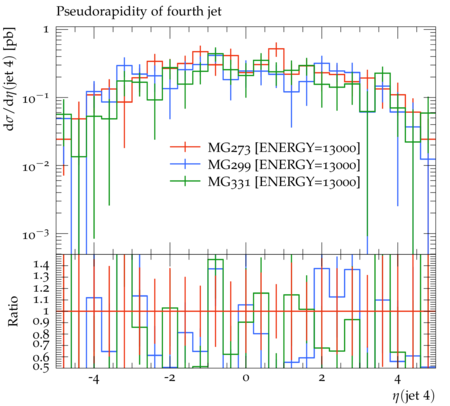 Pseudorapidity of fourth jet
dσ/dη(jet 4) [pb]
1
10⁻¹
10⁻²
10⁻³
MG273 [ENERGY=13000]
MG299 [ENERGY=13000]
MG331 [ENERGY=13000]
Ratio
1.4
1.3
1.2
1.1
1
0.9
0.8
0.7
0.6
0.5
-4 -2 0 2 4
η(jet 4)